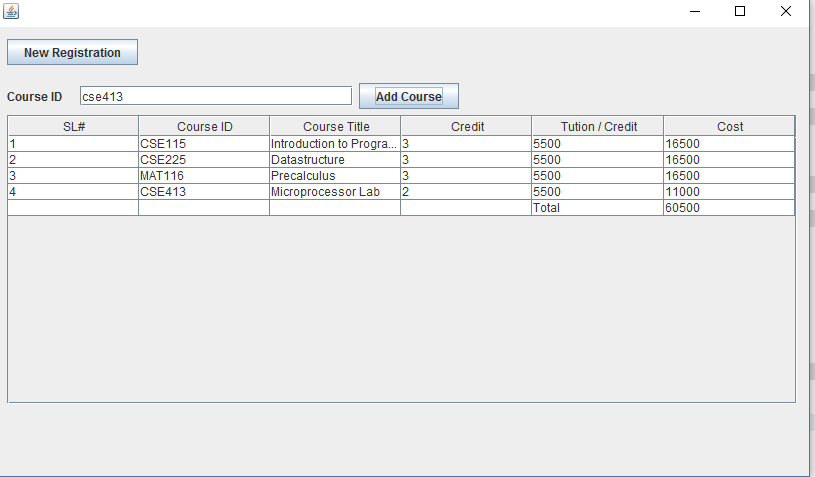 New Registration
Course ID cse413 Add Course
SL# Course ID Course Title Credit Tution / Credit Cost
1 CSE115 Introduction to Progra... 3 5500 16500
2 CSE225 Datastructure 3 5500 16500
3 MAT116 Precalculus 3 5500 16500
4 CSE413 Microprocessor Lab 2 5500 11000
Total 60500